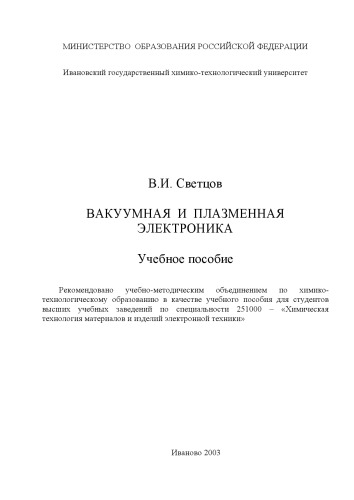 МИНИСТЕРСТВО ОБРАЗОВАНИЯ РОССИЙСКОЙ ФЕДЕРАЦИИ
Ивановский государственный химико-технологический университет
В.И. Светцов
ВАКУУМНАЯ И ПЛАЗМЕННАЯ
ЭЛЕКТРОНИКА
Учебное пособие
Рекомендовано учебно-методическим объединением по химико-
технологическому образованию в качестве учебного пособия для студентов
высших учебных заведений по специальности 251000 – «Химическая
технология материалов и изделий электронной техники»
Иваново 2003